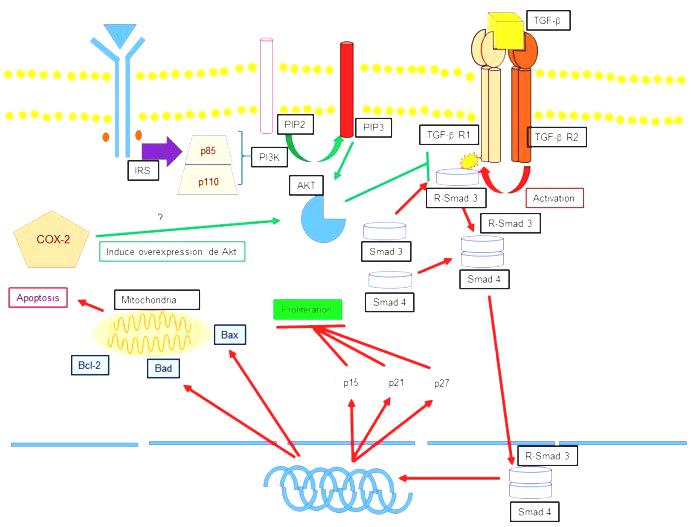 TGF-β
PIP2
PIP3
TGF-β R1
TGF-β R2
p85
p110
PI3K
IRS
AKT
R-Smad 3
Activation
?
COX-2
Induce overexpression de Akt
Smad 3
R-Smad 3
Smad 4
Smad 4
Apoptosis
Mitochondria
Proliferation
Bax
Bcl-2
Bad
p15
p21
p27
R-Smad 3
Smad 4